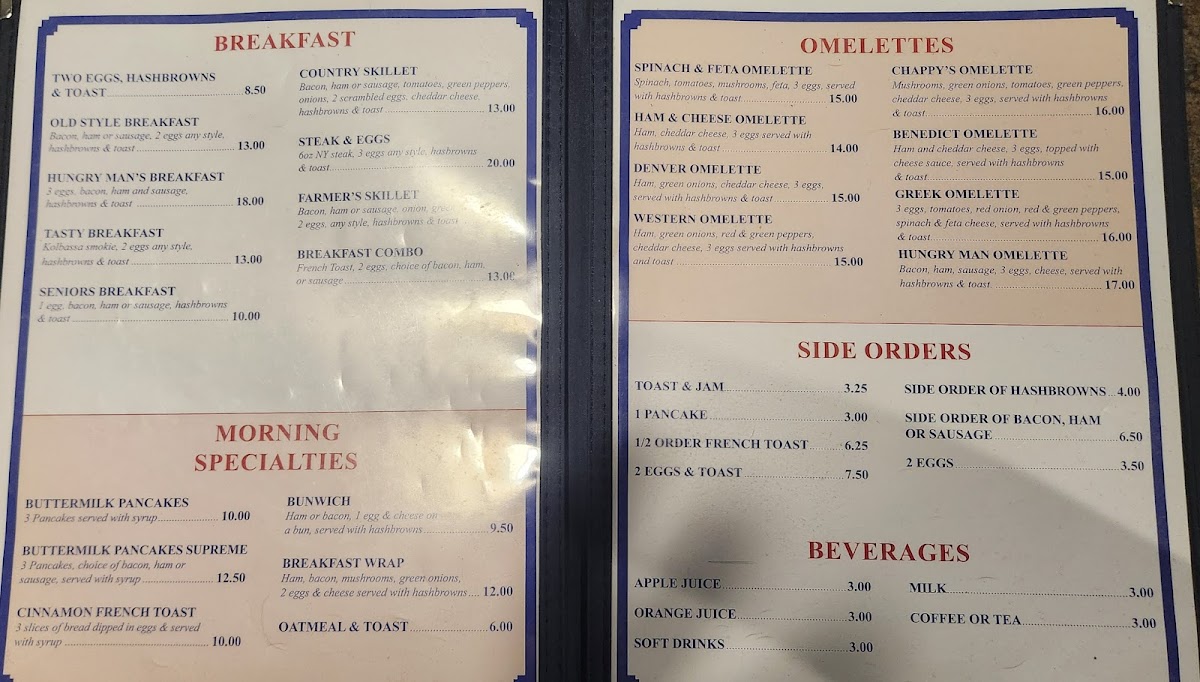 BREAKFAST
TWO EGGS, HASHBROWNS
& TOAST 8.50
OLD STYLE BREAKFAST
Bacon, ham or sausage, 2 eggs any style,
hashbrowns & toast 13.00
HUNGRY MAN'S BREAKFAST
3 eggs, bacon, ham and sausage,
hashbrowns & toast 18.00
TASTY BREAKFAST
Kolbassa smokie, 2 eggs any style,
hashbrowns & toast 13.00
SENIORS BREAKFAST
1 egg, bacon, ham or sausage, hashbrowns
& toast 10.00
COUNTRY SKILLET
Bacon, ham or sausage, tomatoes, green peppers,
onions, 2 scrambled eggs, cheddar cheese,
hashbrowns & toast 13.00
STEAK & EGGS
6oz NY steak, 3 eggs any style, hashbrowns
& toast 20.00
FARMER'S SKILLET
Bacon, ham or sausage, onion,
2 eggs, any style, hashbrowns & toast
BREAKFAST COMBO
French Toast, 2 eggs, choice of bacon, ham,
or sausage 13.00
MORNING
SPECIALTIES
BUTTERMILK PANCAKES
3 Pancakes served with syrup 10.00
BUTTERMILK PANCAKES SUPREME
3 Pancakes, choice of bacon, ham or
sausage, served with syrup 12.50
CINNAMON FRENCH TOAST
3 slices of bread dipped in eggs & served
with syrup 10.00
BUNWICH
Ham or bacon, 1 egg & cheese on
a bun, served with hashbrowns 9.50
BREAKFAST WRAP
Ham, bacon, mushrooms, green onions,
2 eggs & cheese served with hashbrowns 12.00
OATMEAL & TOAST 6.00
OMELETTES
SPINACH & FETA OMELETTE
Spinach, tomatoes, mushrooms, feta, 3 eggs, served
with hashbrowns & toast 15.00
HAM & CHEESE OMELETTE
Ham, cheddar cheese, 3 eggs served with
hashbrowns & toast 14.00
DENVER OMELETTE
Ham, green onions, cheddar cheese, 3 eggs,
served with hashbrowns & toast 15.00
WESTERN OMELETTE
Ham, green onions, red & green peppers,
cheddar cheese, 3 eggs served with hashbrowns
and toast 15.00
CHAPPY'S OMELETTE
Mushrooms, green onions, tomatoes, green peppers,
cheddar cheese, 3 eggs, served with hashbrowns
& toast 16.00
BENEDICT OMELETTE
Ham and cheddar cheese, 3 eggs, topped with
cheese sauce, served with hashbrowns
& toast 15.00
GREEK OMELETTE
3 eggs, tomatoes, red onion, red & green peppers,
spinach & feta cheese, served with hashbrowns
& toast 16.00
HUNGRY MAN OMELETTE
Bacon, ham, sausage, 3 eggs, cheese, served with
hashbrowns & toast. 17.00
SIDE ORDERS
TOAST & JAM 3.25
1 PANCAKE 3.00
1/2 ORDER FRENCH TOAST 6.25
2 EGGS & TOAST 7.50
SIDE ORDER OF HASHBROWNS 4.00
SIDE ORDER OF BACON, HAM
OR SAUSAGE 6.50
2 EGGS 3.50
BEVERAGES
APPLE JUICE 3.00
ORANGE JUICE 3.00
SOFT DRINKS 3.00
MILK 3.00
COFFEE OR TEA 3.00